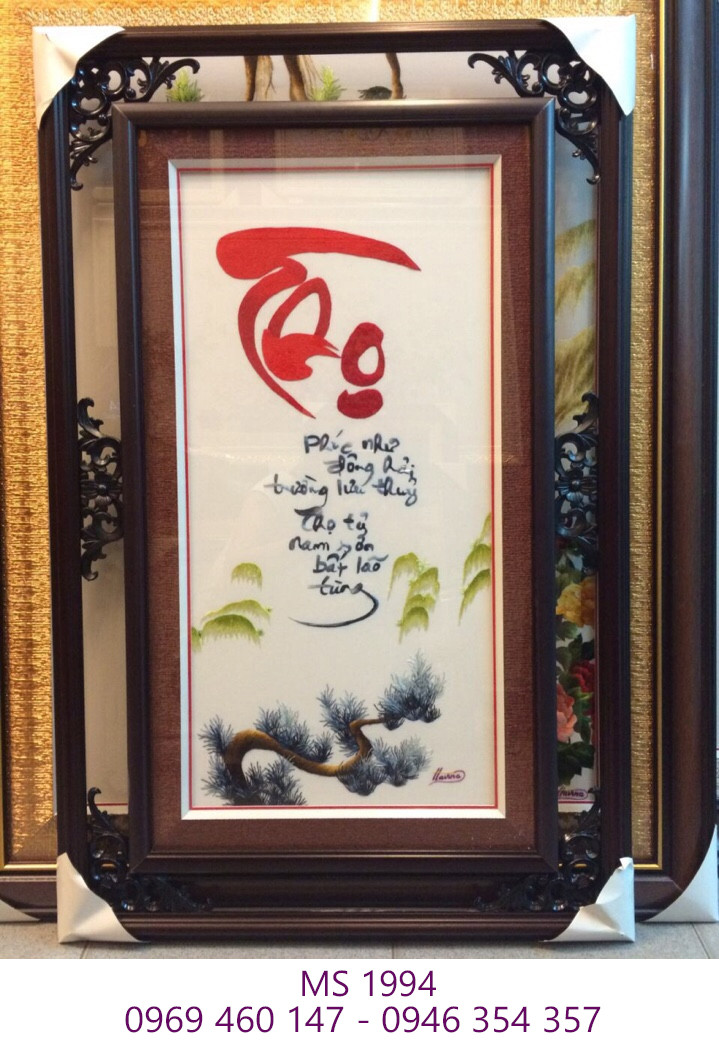 Thọ
Phúc như
đông hải
trường lưu thuỷ
Thọ tỷ
nam sơn
bất lão
tùng
MS 1994
0969 460 147 - 0946 354 357